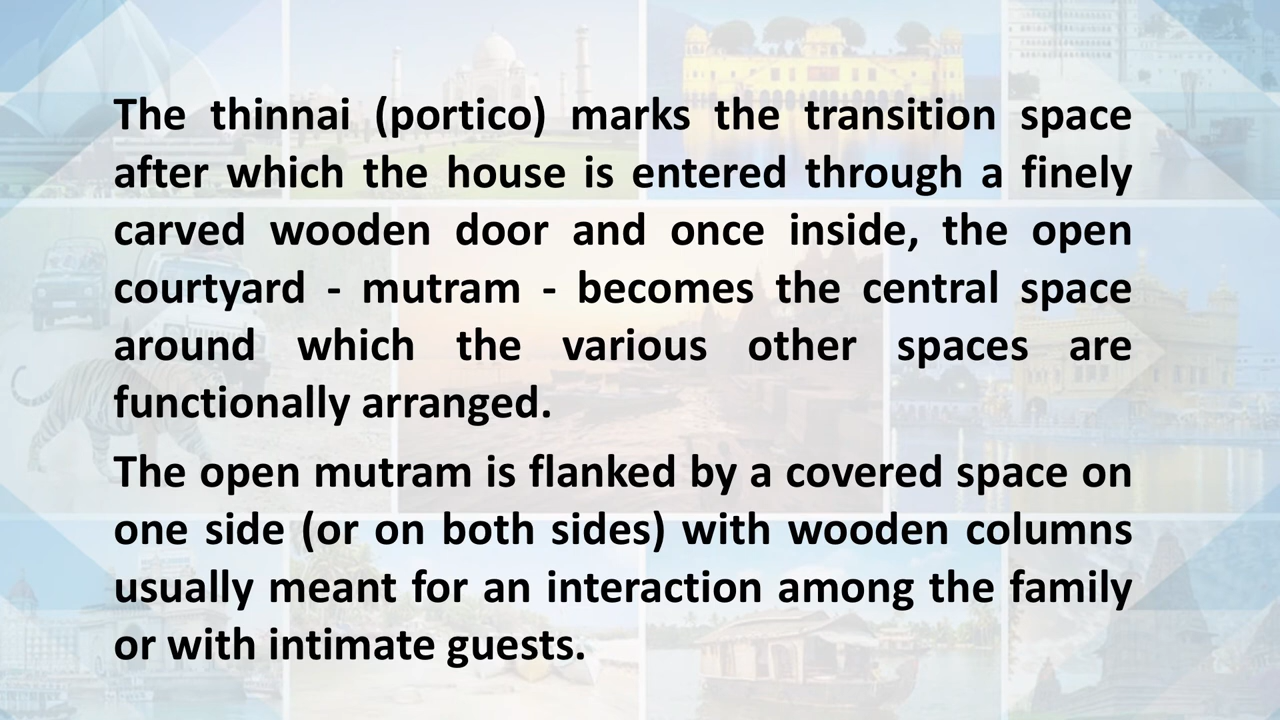 The thinnai (portico) marks the transition space
after which the house is entered through a finely
carved wooden door and once inside, the open
courtyard - mutram - becomes the central space
around which the various other spaces are
functionally arranged.
The open mutram is flanked by a covered space on
one side (or on both sides) with wooden columns
usually meant for an interaction among the family
or with intimate guests.